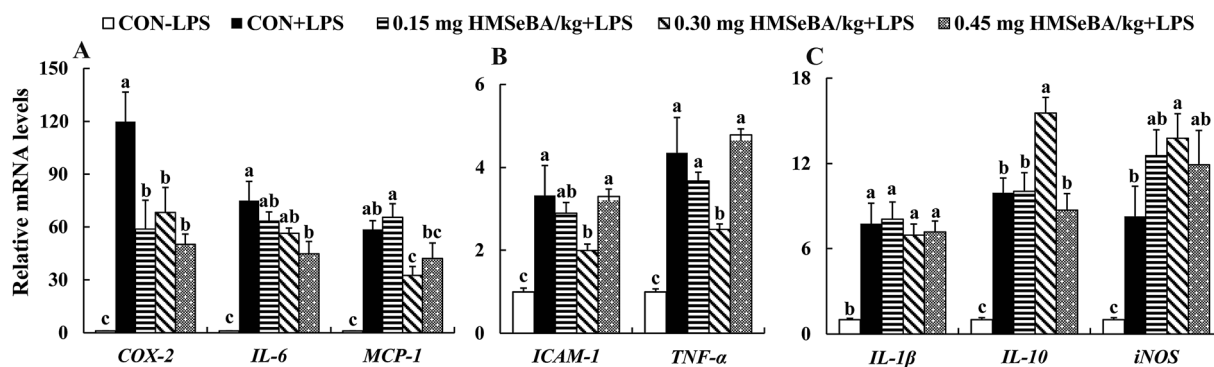 CON-LPS CON+LPS 0.15 mg HMSeBA/kg+LPS 0.30 mg HMSeBA/kg+LPS 0.45 mg HMSeBA/kg+LPS
A
Relative mRNA levels
150
120
90
60
30
0
c a b b b
c a ab ab b
c ab a c bc
COX-2 IL-6 MCP-1
B
6
4
2
0
c a ab b a
c a a b a
ICAM-1 TNF-α
C
18
12
6
0
b a a a a
c b b a b
c b ab a ab
IL-1β IL-10 iNOS